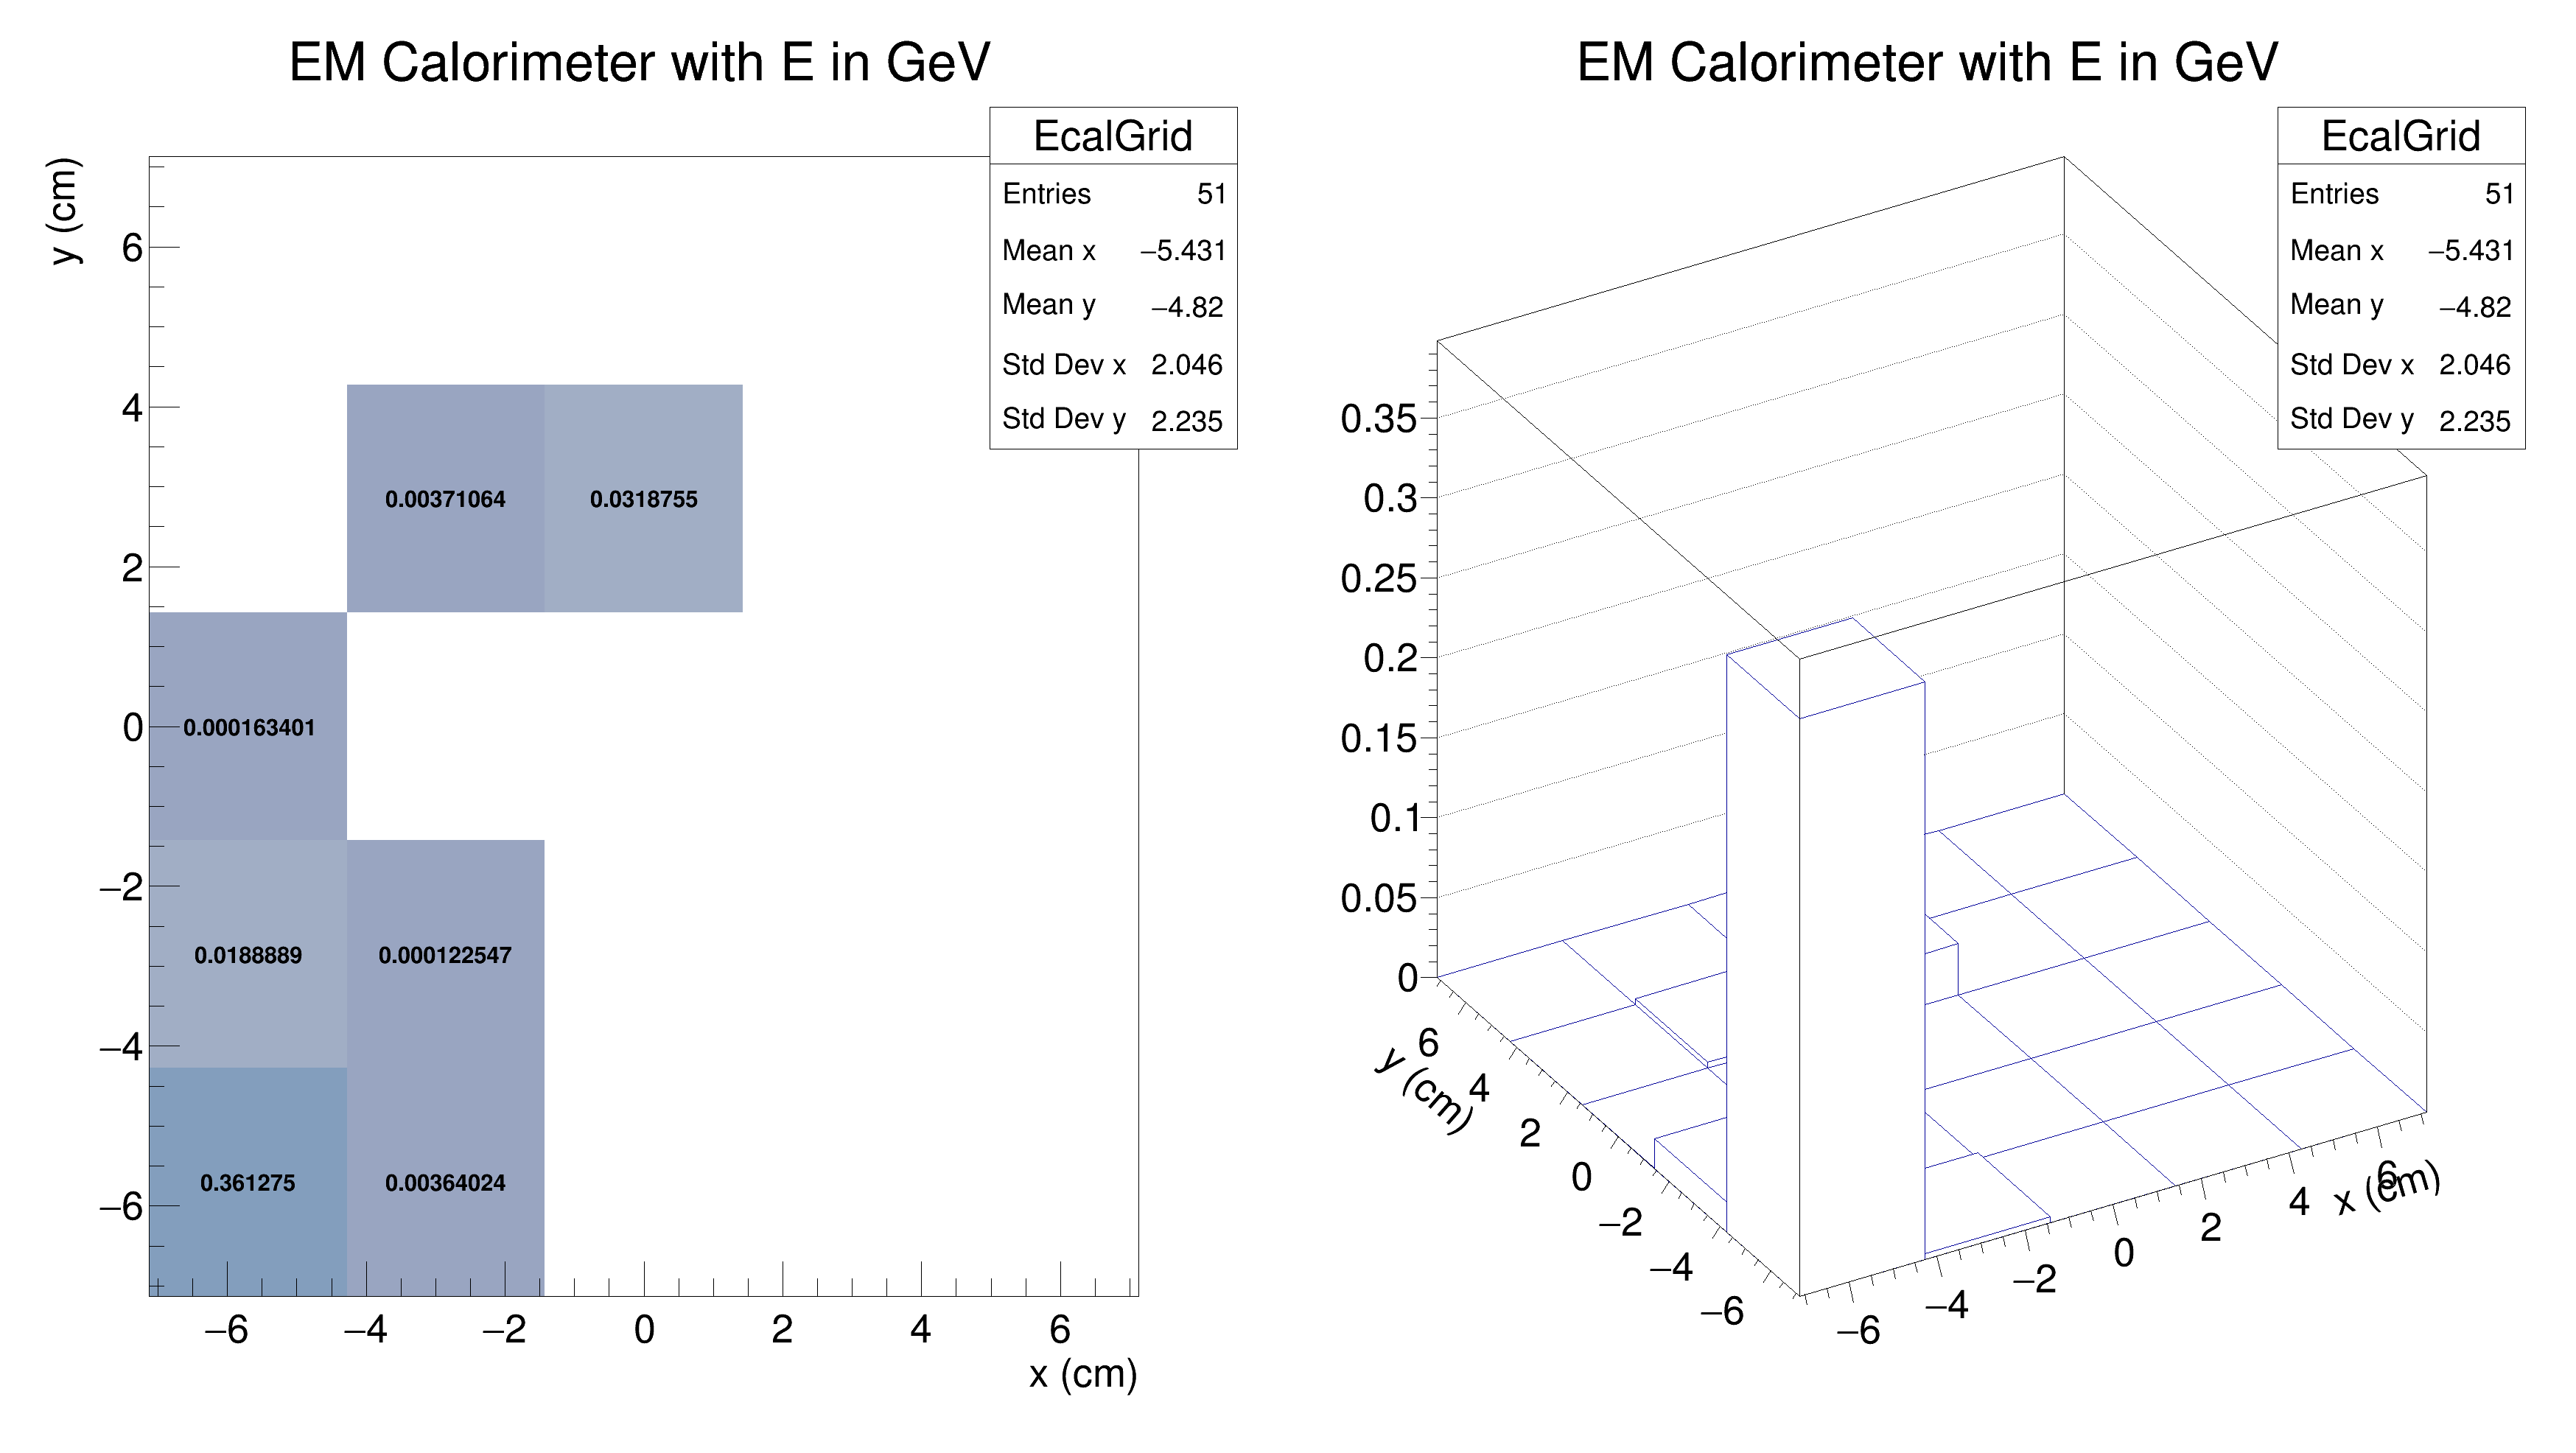 EM Calorimeter with E in GeV
EcalGrid
Entries 51
Mean x −5.431
Mean y −4.82
Std Dev x 2.046
Std Dev y 2.235
y (cm)
6
4
2
0
−2
−4
−6
0.00371064 0.0318755
0.000163401
0.0188889 0.000122547
0.361275 0.00364024
−6 −4 −2 0 2 4 6
x (cm)
EM Calorimeter with E in GeV
EcalGrid
Entries 51
Mean x −5.431
Mean y −4.82
Std Dev x 2.046
Std Dev y 2.235
0.35
0.3
0.25
0.2
0.15
0.1
0.05
0
y (cm)
6
4
2
0
−2
−4
−6
−6 −4 −2 0 2 4 6
x (cm)